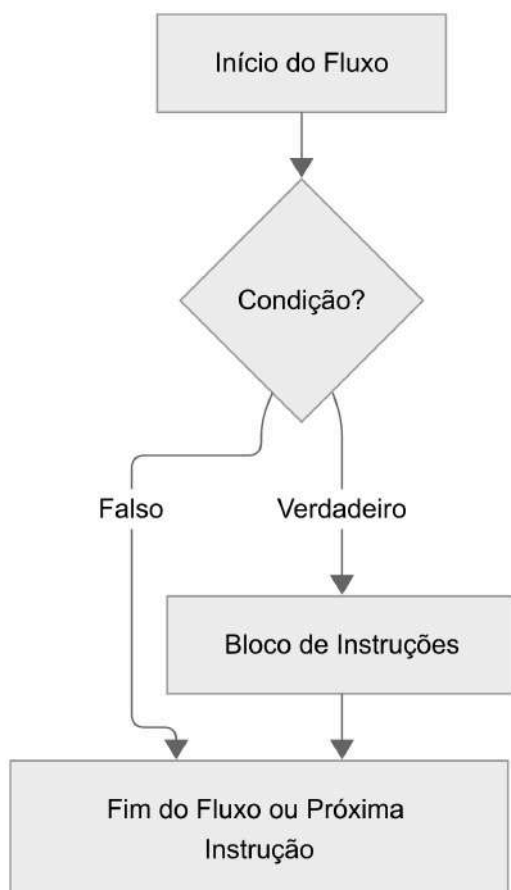 Início do Fluxo
Condição?
Falso
Verdadeiro
Bloco de Instruções
Fim do Fluxo ou Próxima
Instrução